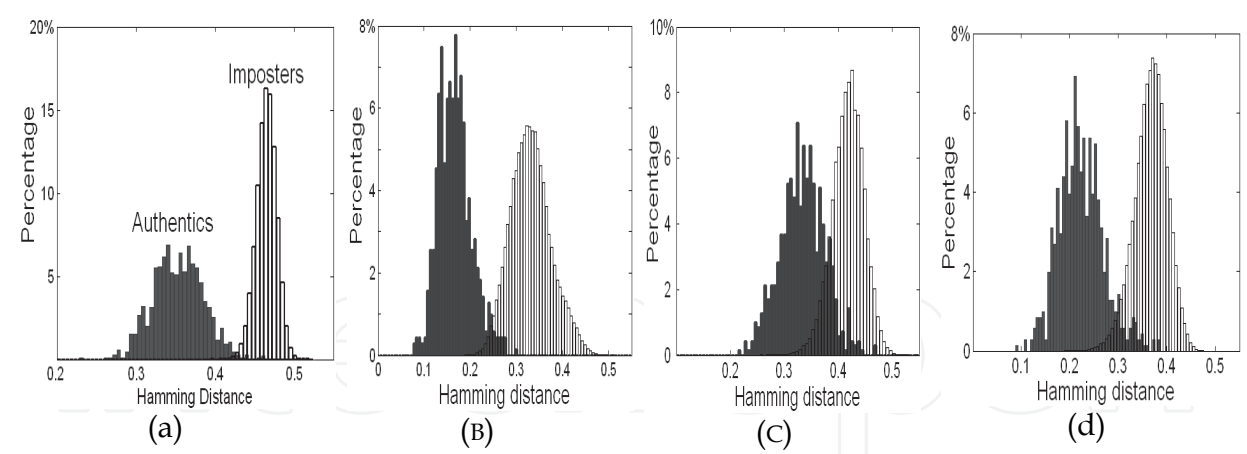 20%
15
10
5
Percentage
Authentics
Imposters
0.2 0.3 0.4 0.5
Hamming Distance
(a)
8%
6
4
2
0
Percentage
0 0.1 0.2 0.3 0.4 0.5
Hamming distance
(B)
10%
8
6
4
2
0
Percentage
0.2 0.3 0.4 0.5
Hamming distance
(C)
8%
6
4
2
0
Percentage
0.1 0.2 0.3 0.4 0.5
Hamming distance
(d)